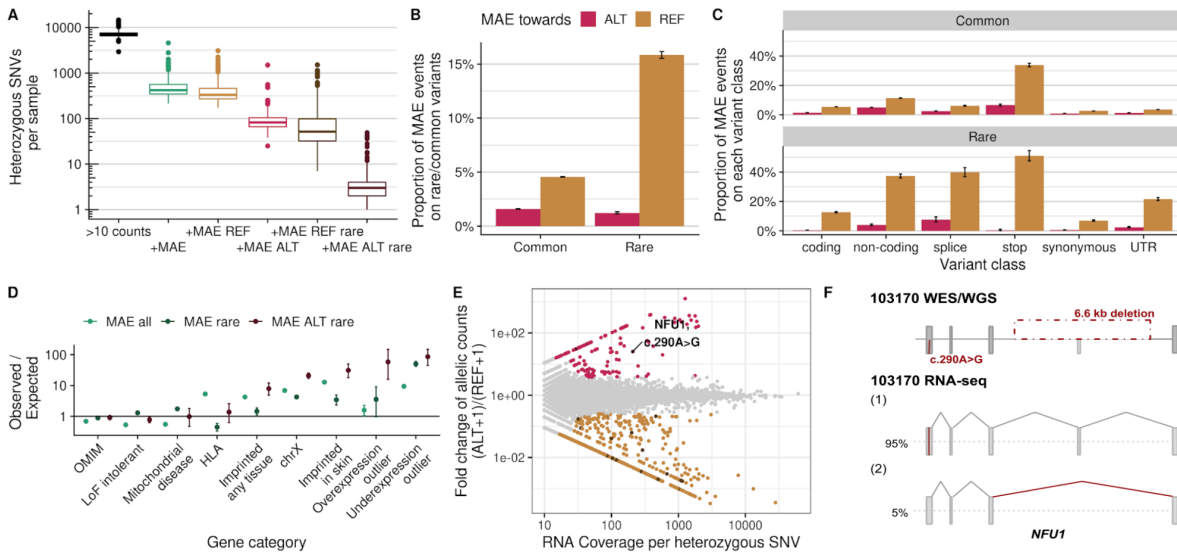 A
Heterozygous SNVs
per sample
10000
1000
100
10
1
>10 counts
+MAE
+MAE REF
+MAE ALT
+MAE REF rare
+MAE ALT rare
B
MAE towards
ALT
REF
Proportion of MAE events
on rare/common variants
15%
10%
5%
0%
Common
Rare
C
Proportion of MAE events
on each variant class
Common
40%
20%
0%
Rare
60%
40%
20%
0%
coding
non-coding
splice
stop
synonymous
UTR
Variant class
D
MAE all
MAE rare
MAE ALT rare
Observed /
Expected
100
10
1
OMIM
LoF intolerant
Mitochondrial
disease
HLA
Imprinted
any tissue
chrX
Imprinted
in skin
Overexpression
outlier
Underexpression
outlier
Gene category
E
Fold change of allelic counts
(ALT+1)/(REF+1)
1e+02
1e+00
1e-02
NFU1,
c.290A>G
10
100
1000
10000
RNA Coverage per heterozygous SNV
F
103170 WES/WGS
6.6 kb deletion
c.290A>G
103170 RNA-seq
(1)
95%
(2)
5%
NFU1